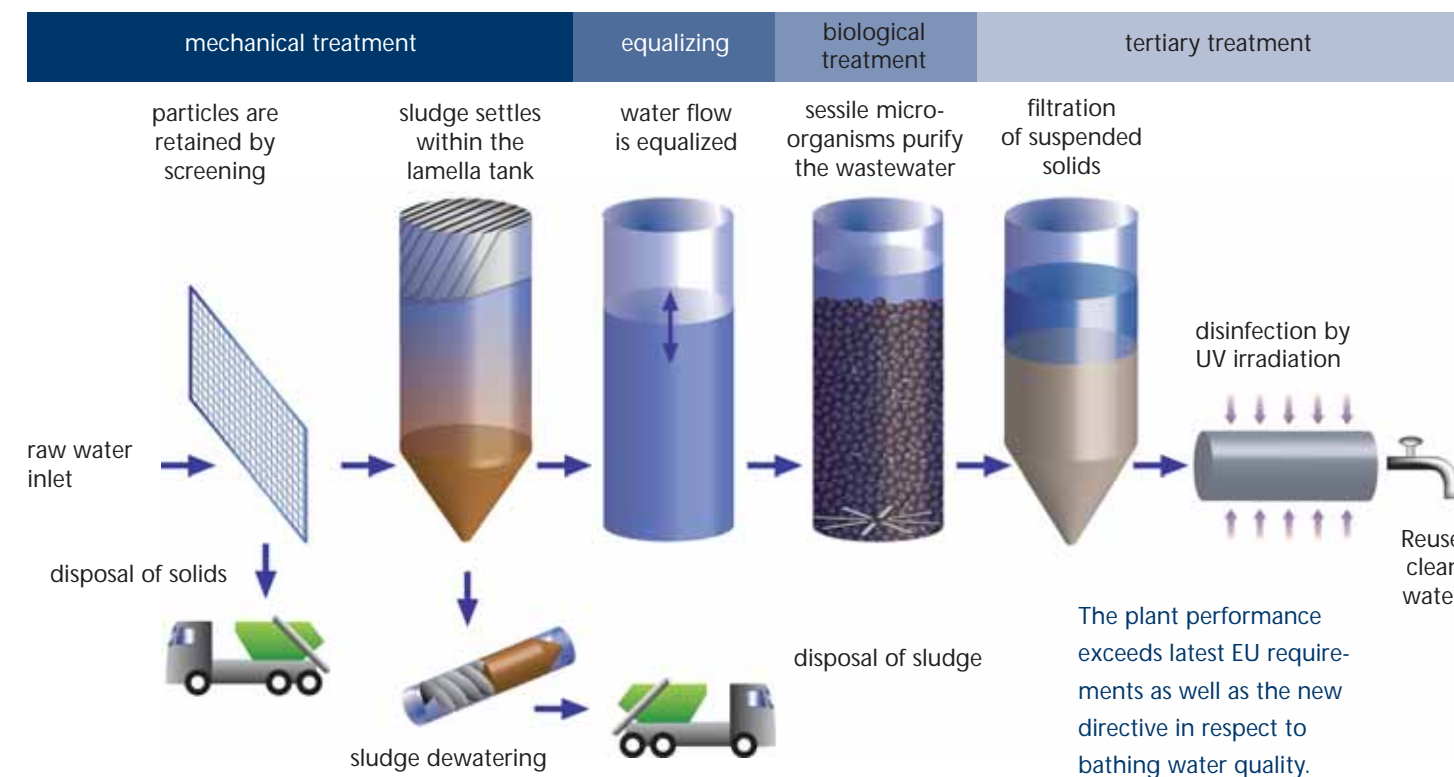 mechanical treatment
equalizing
biological
treatment
tertiary treatment
particles are
retained by
screening
sludge settles
within the
lamella tank
water flow
is equalized
sessile micro-
organisms purify
the wastewater
filtration
of suspended
solids
disinfection by
UV irradiation
raw water
inlet
disposal of solids
sludge dewatering
disposal of sludge
Reuse
clear
wate
The plant performance
exceeds latest EU require-
ments as well as the new
directive in respect to
bathing water quality.